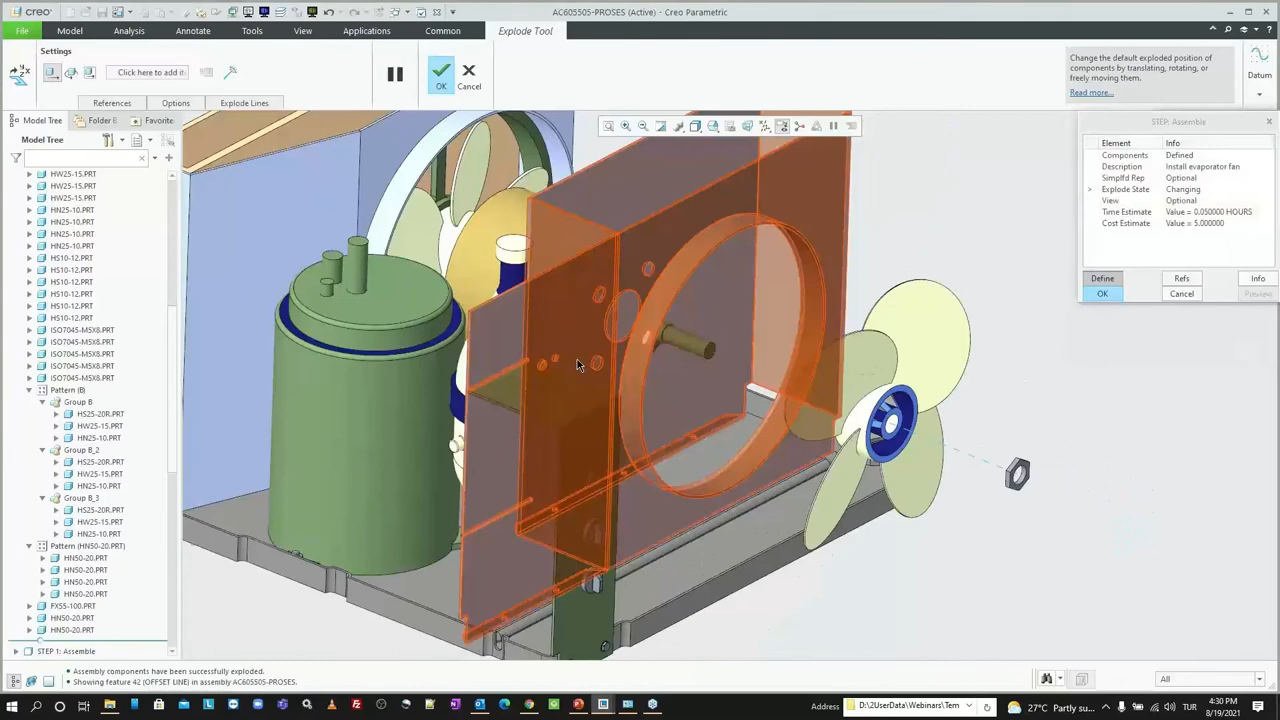 creo
AC605505-PROSES (Active) - Creo Parametric
File
Model
Analysis
Annotate
Tools
View
Applications
Common
Explode Tool
Settings
Click here to add it
OK
Cancel
References
Options
Explode Lines
Change the default exploded position of
components by translating, rotating, or
freely moving them.
Read more...
Datum
Model Tree
Folder B
Favorite
Model Tree
HW25-15.PRT
HW25-15.PRT
HW25-15.PRT
HN25-10.PRT
HN25-10.PRT
HN25-10.PRT
HN25-10.PRT
HS10-12.PRT
HS10-12.PRT
HS10-12.PRT
HS10-12.PRT
HS10-12.PRT
HS10-12.PRT
ISO7045-M5X8.PRT
ISO7045-M5X8.PRT
ISO7045-M5X8.PRT
ISO7045-M5X8.PRT
ISO7045-M5X8.PRT
Pattern (B)
Group B
HS25-20R.PRT
HW25-15.PRT
HN25-10.PRT
Group B_2
HS25-20R.PRT
HW25-15.PRT
HN25-10.PRT
Group B_3
HS25-20R.PRT
HW25-15.PRT
HN25-10.PRT
Pattern (HN50-20.PRT)
HN50-20.PRT
HN50-20.PRT
HN50-20.PRT
HN50-20.PRT
FX55-100.PRT
HN50-20.PRT
HN50-20.PRT
STEP 1: Assemble
STEP: Assemble
Element Info
Components Defined
Description Install evaporator fan
Simplfd Rep Optional
> Explode State Changing
View Optional
Time Estimate Value = 0.050000 HOURS
Cost Estimate Value = 5.000000
Define
Refs
Info
OK
Cancel
Preview
• Assembly components have been successfully exploded.
• Showing feature 42 (OFFSET LINE) in assembly AC605505-PROSES.
All
Address
D:\2UserData\Webinars\Tem
27°C Partly su...
TUR
4:30 PM
8/19/2021